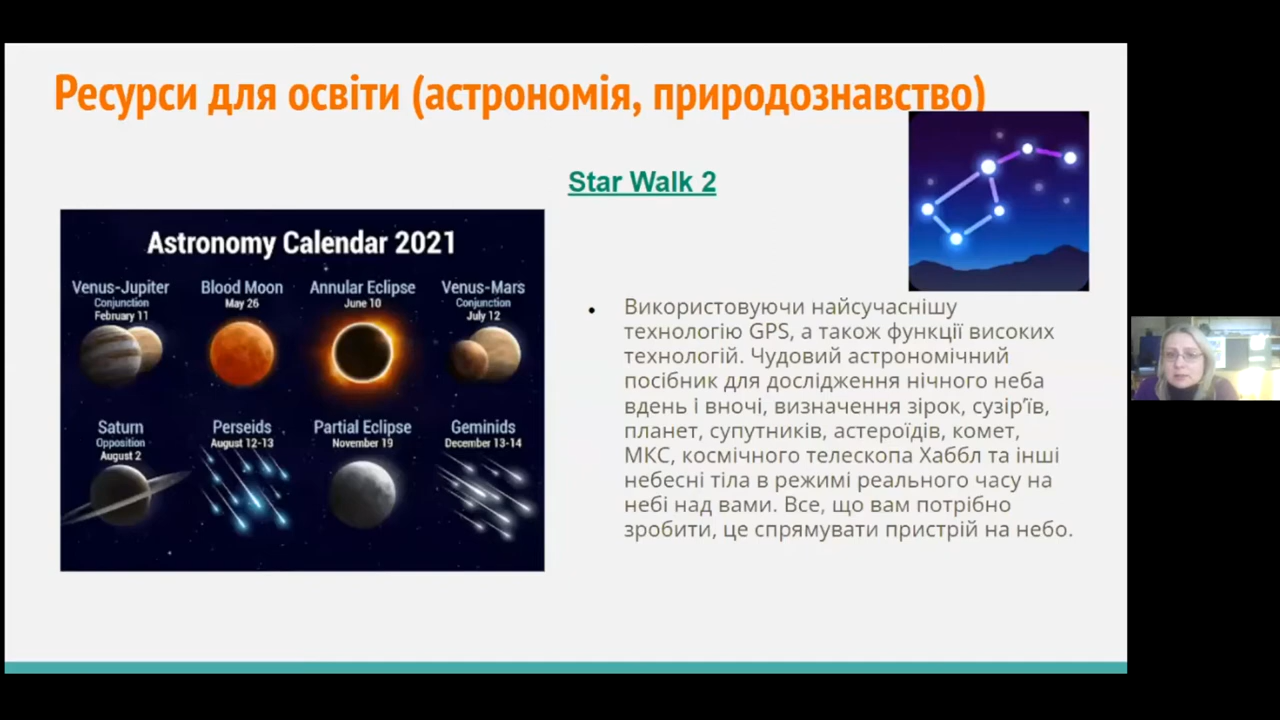 Ресурси для освіти (астрономія, природознавство)
Star Walk 2
Astronomy Calendar 2021
Venus-Jupiter
Conjunction
February 11
Blood Moon
May 26
Annular Eclipse
June 10
Venus-Mars
Conjunction
July 12
Saturn
Opposition
August 2
Perseids
August 12-13
Partial Eclipse
November 19
Geminids
December 13-14
• Використовуючи найсучаснішу
технологію GPS, а також функції високих
технологій. Чудовий астрономічний
посібник для дослідження нічного неба
вдень і вночі, визначення зірок, сузір'їв,
планет, супутників, астероїдів, комет,
МКС, космічного телескопа Хаббл та інші
небесні тіла в режимі реального часу на
небі над вами. Все, що вам потрібно
зробити, це спрямувати пристрій на небо.